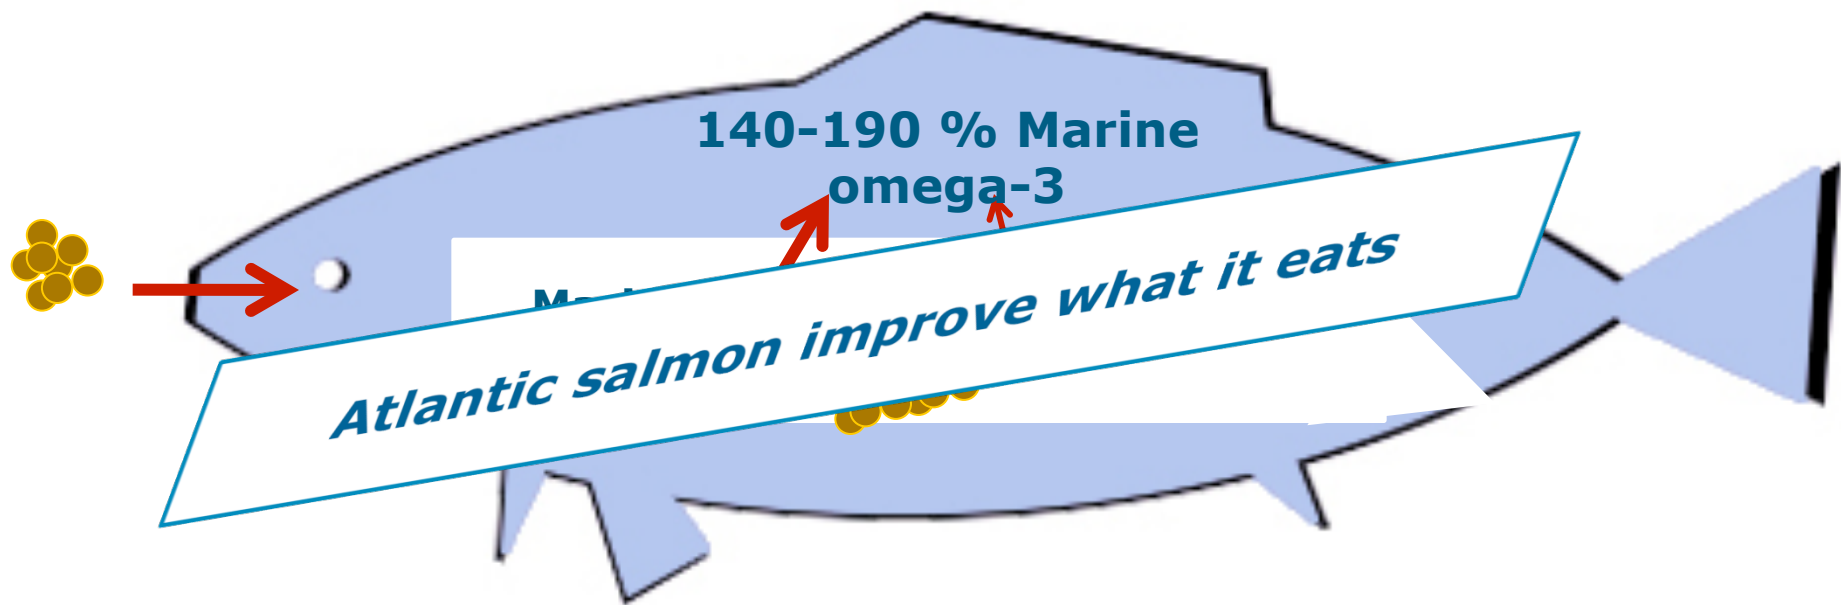 140-190 % Marine
omega-3
Atlantic salmon improve what it eats